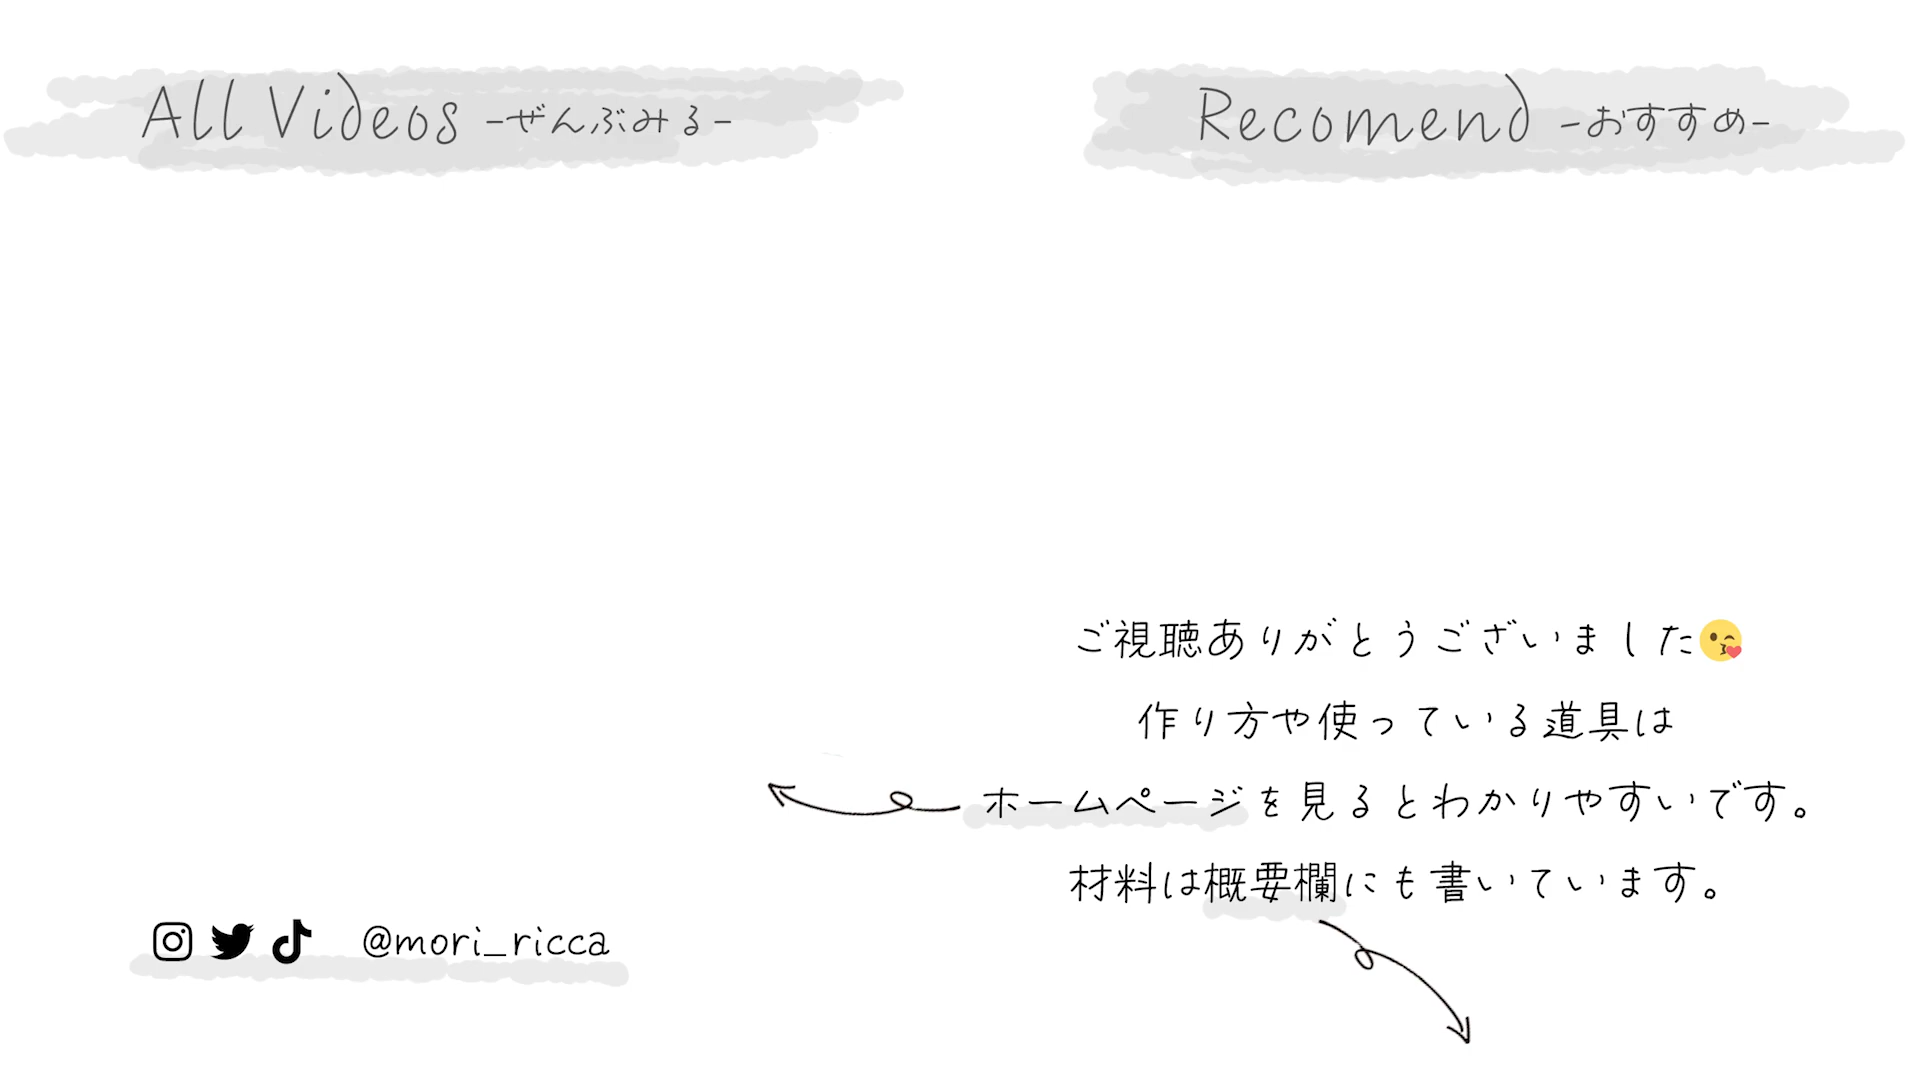 All Videos -ぜんぶみる-
Recomend -おすすめ-
ご視聴ありがとうございました😘
作り方や使っている道具は
ホームページを見るとわかりやすいです。
材料は概要欄にも書いています。
@mori_ricca